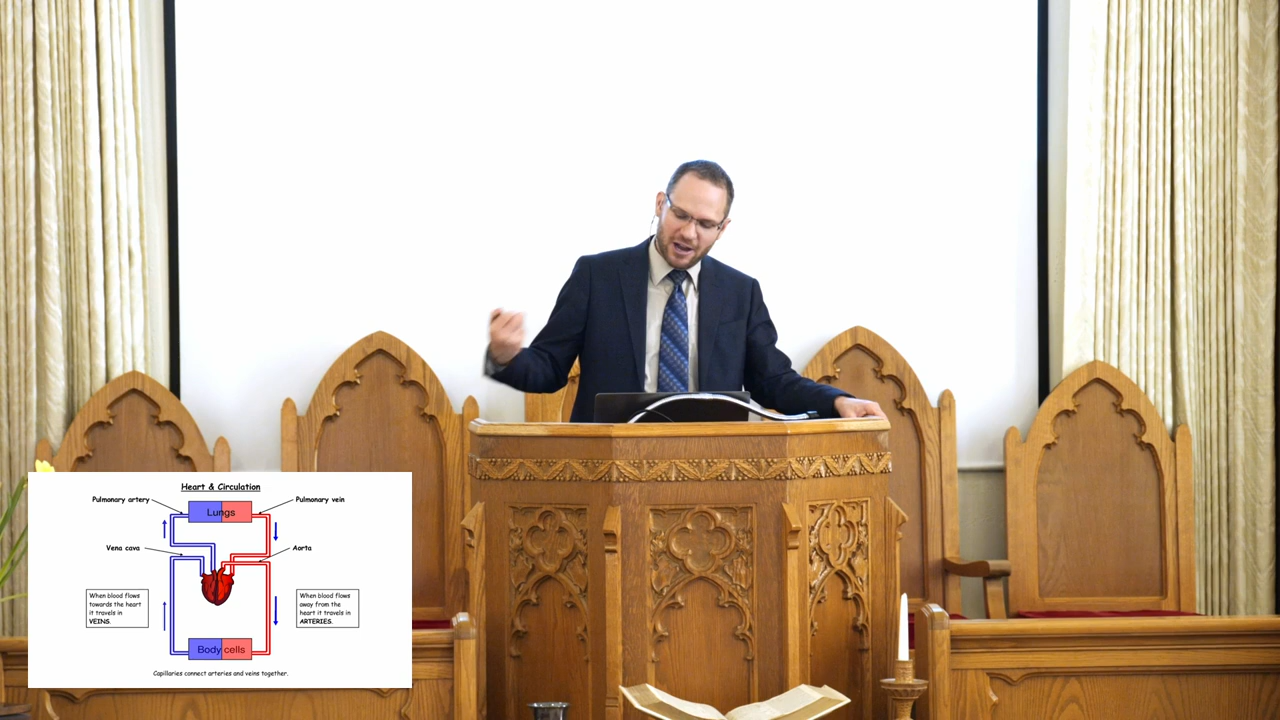 Heart & Circulation
Pulmonary artery
Pulmonary vein
Lungs
Vena cava
Aorta
When blood flows
towards the heart
it travels in
VEINS.
When blood flows
away from the
heart it travels in
ARTERIES.
Body cells
Capillaries connect arteries and veins together.